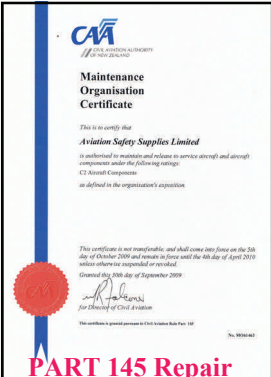 CAA
CIVIL AVIATION AUTHORITY
OF NEW ZEALAND
Maintenance
Organisation
Certificate
This is to certify that
Aviation Safety Supplies Limited
is authorised to maintain and release to service aircraft and aircraft
components under the following ratings:
C2 Aircraft Components
as defined in the organisation's exposition
This certificate is not transferable, and shall come into force on the 5th
day of October 2009 and remain in force until the 4th day of April 2010
unless otherwise suspended or revoked.
Granted this 30th day of September 2009
for Director of Civil Aviation
This certificate is granted pursuant to Civil Aviation Rule Part 145
CAA
PART 145 Repair